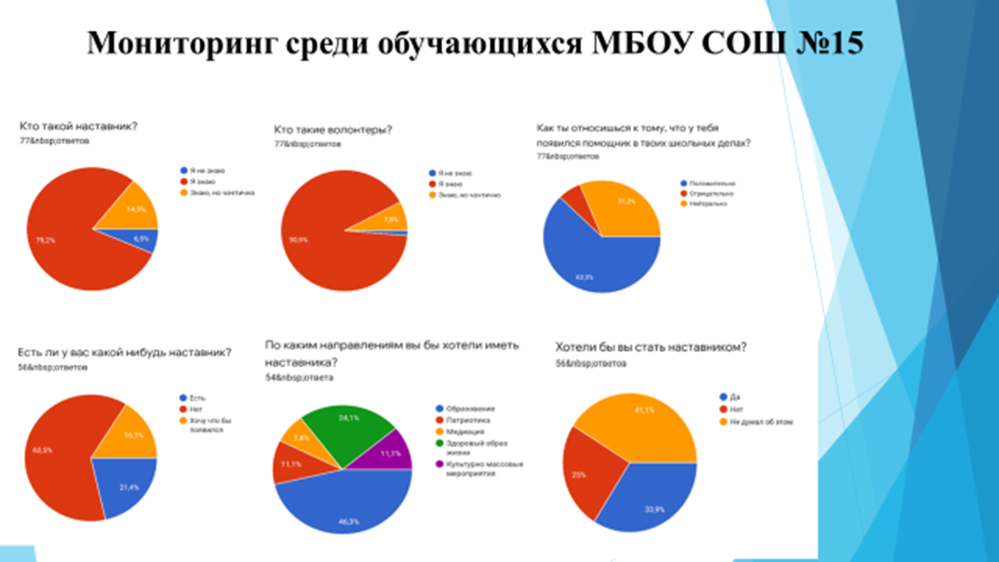 Мониторинг среди обучающихся МБОУ СОШ №15
Кто такой наставник?
77&nbsp;ответов
Я не знаю
Я знаю
Знаю, но частично
14,3%
6,5%
79,2%
Кто такие волонтеры?
77&nbsp;ответов
Я не знаю
Я знаю
Знаю, но частично
7,8%
90,9%
Как ты относишься к тому, что у тебя
появился помощник в твоих школьных делах?
77&nbsp;ответов
Положительно
Отрицательно
Нейтрально
31,2%
62,3%
Есть ли у вас какой нибудь наставник?
56&nbsp;ответов
Есть
Нет
Хочу что бы
появился
16,1%
62,5%
21,4%
По каким направлениям вы бы хотели иметь
наставника?
54&nbsp;ответа
Образование
Патриотика
Медиация
Здоровый образ
жизни
Культурно массовые
мероприятия
24,1%
7,4%
11,1%
11,1%
46,3%
Хотели бы вы стать наставником?
56&nbsp;ответов
Да
Нет
Не думал об этом
41,1%
25%
33,9%